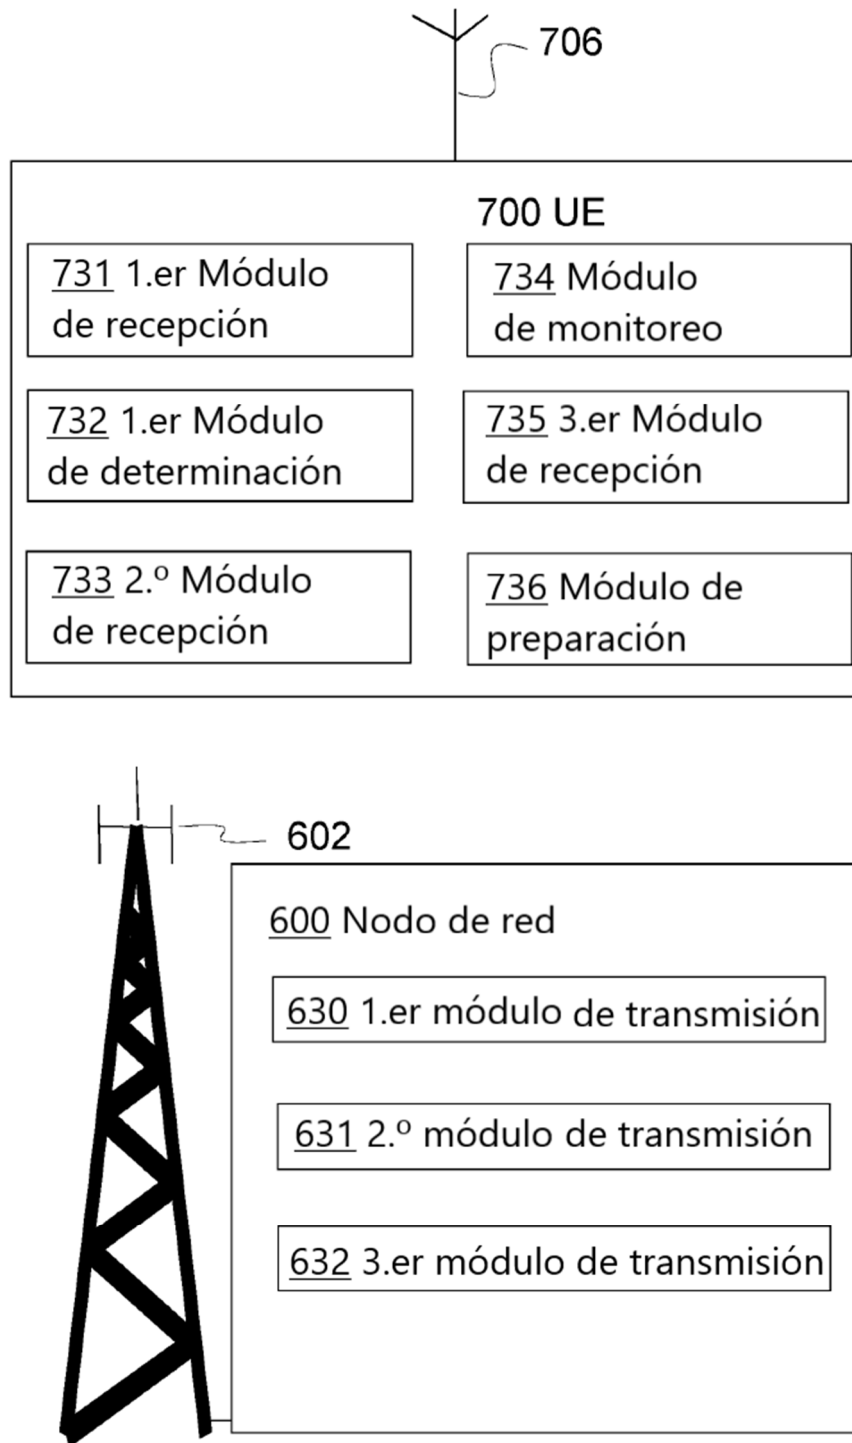 706
700 UE
731 1.er Módulo
de recepción
734 Módulo
de monitoreo
732 1.er Módulo
de determinación
735 3.er Módulo
de recepción
733 2.º Módulo
de recepción
736 Módulo de
preparación
602
600 Nodo de red
630 1.er módulo de transmisión
631 2.º módulo de transmisión
632 3.er módulo de transmisión